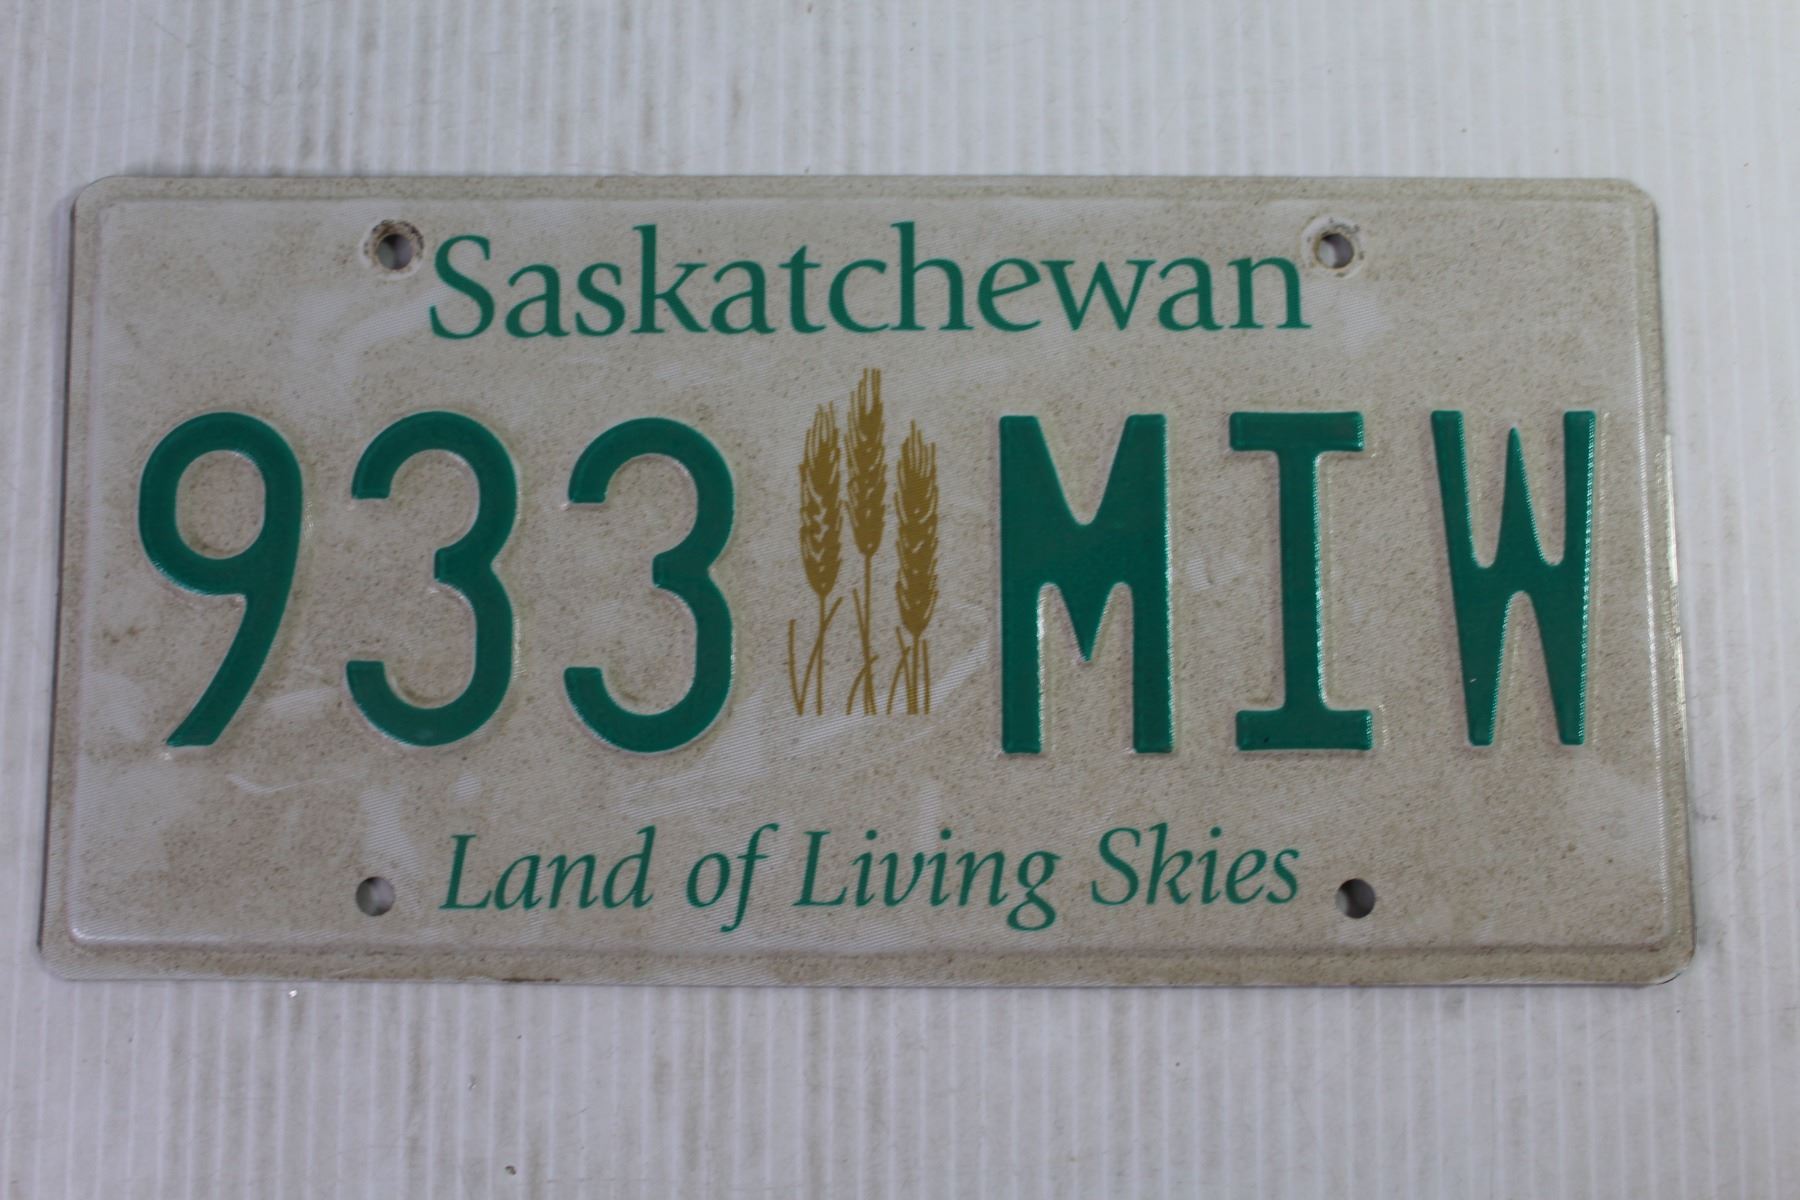 Saskatchewan
933 MIW
Land of Living Skies